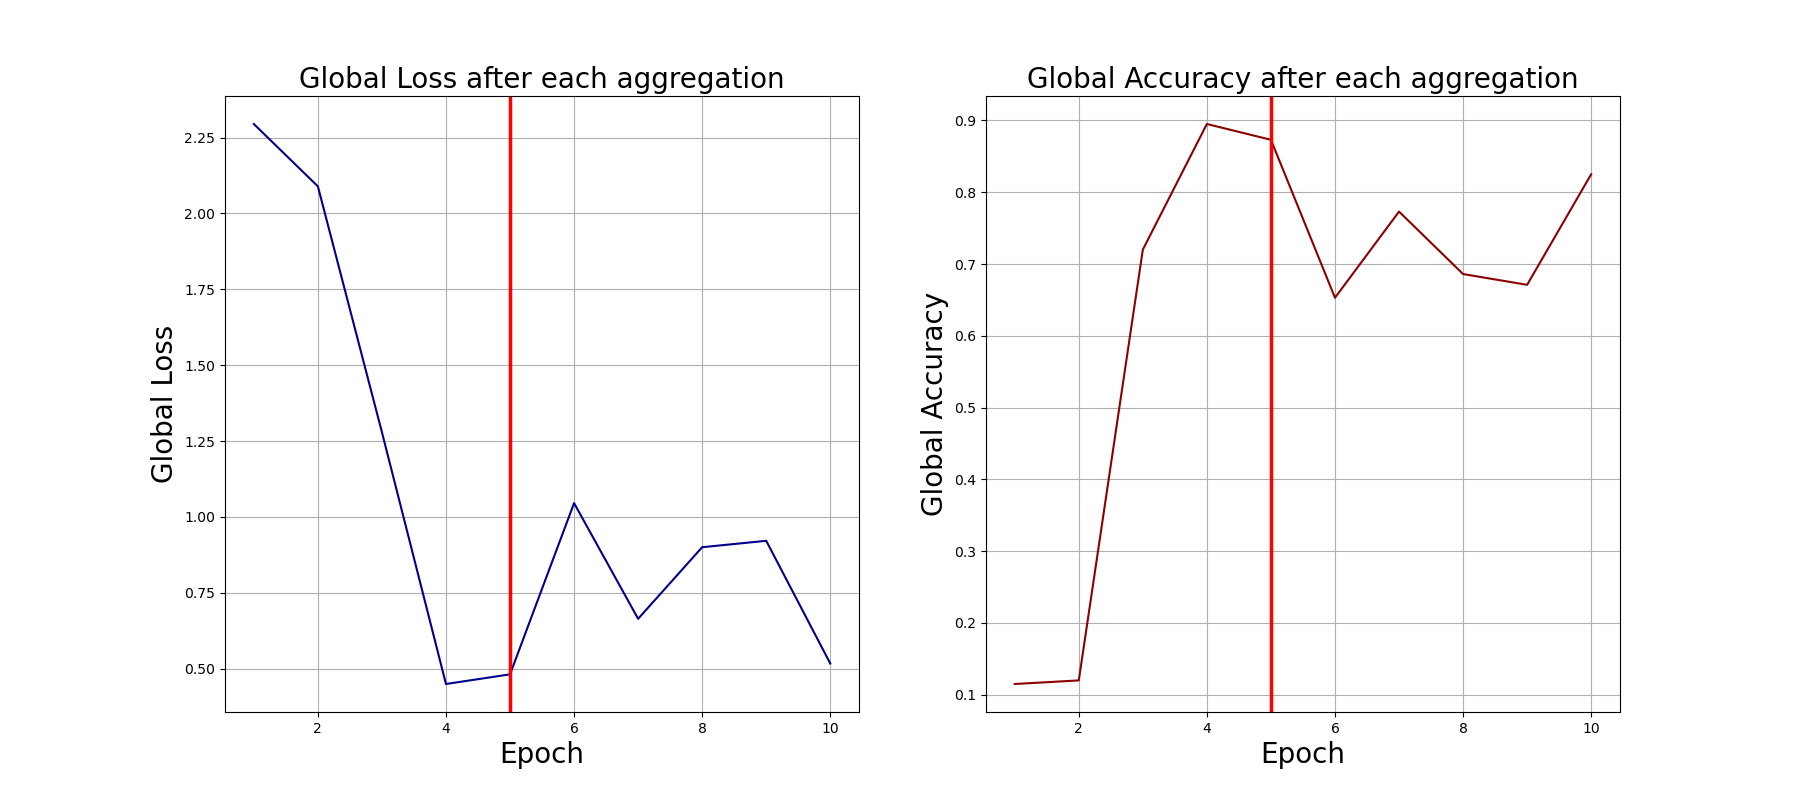 Global Loss after each aggregation
Global Loss
2.25
2.00
1.75
1.50
1.25
1.00
0.75
0.50
2 4 6 8 10
Epoch
Global Accuracy after each aggregation
Global Accuracy
0.9
0.8
0.7
0.6
0.5
0.4
0.3
0.2
0.1
2 4 6 8 10
Epoch